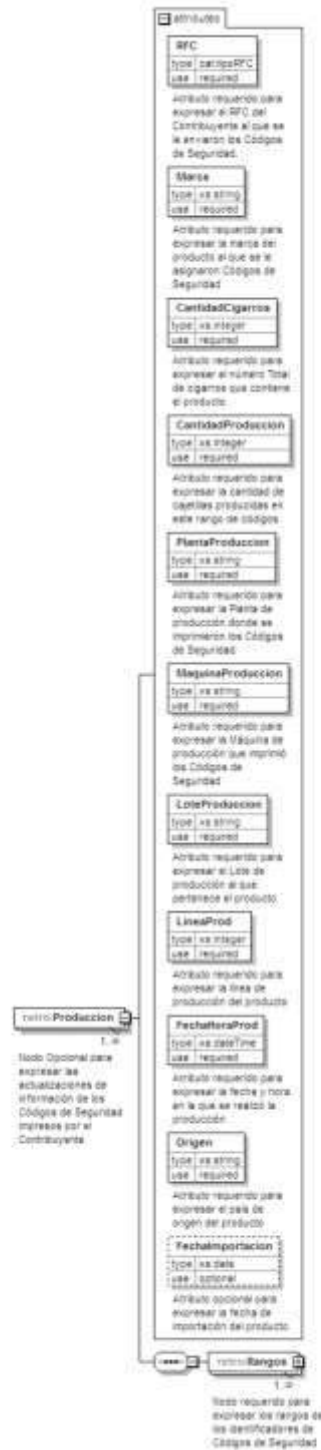 attributes
RFC
type
use required
Atributo requerido para
expresar el RFC del
Contribuyente al que se
le enviaron los Códigos
de Seguridad.
Marca
type xs:string
use required
Atributo requerido para
expresar la marca del
producto al que se le
asignaron Códigos de
Seguridad
CantidadCigarros
type xs:integer
use required
Atributo requerido para
expresar el número Total
de cigarros que contiene
el producto
CantidadProduccion
type xs:integer
use required
Atributo requerido para
expresar la cantidad de
cajetillas producidas en
este rango de códigos
PlantaProduccion
type xs:string
use required
Atributo requerido para
expresar la Planta de
producción donde se
imprimieron los Códigos
de Seguridad
MaquinaProduccion
type xs:string
use required
Atributo requerido para
expresar la Máquina de
producción que imprimió
los Códigos de
Seguridad
LoteProduccion
type xs:string
use required
Atributo requerido para
expresar el Lote de
producción al que
pertenece el producto
LineaProd
type xs:integer
use required
Atributo requerido para
expresar la línea de
producción del producto
FechaHoraProd
type xs:dateTime
use required
Atributo requerido para
expresar la fecha y hora
en la que se realizó la
producción
Origen
type xs:string
use required
Atributo requerido para
expresar el país de
origen del producto
FechaImportacion
type xs:date
use optional
Atributo opcional para
expresar la fecha de
importación del producto
retro:Produccion
1..∞
Nodo Opcional para
expresar las
actualizaciones de
información de los
Códigos de Seguridad
impresos por el
Contribuyente
retro:Rangos
1..∞
Nodo requerido para
expresar los rangos de
los identificadores de
Códigos de Seguridad